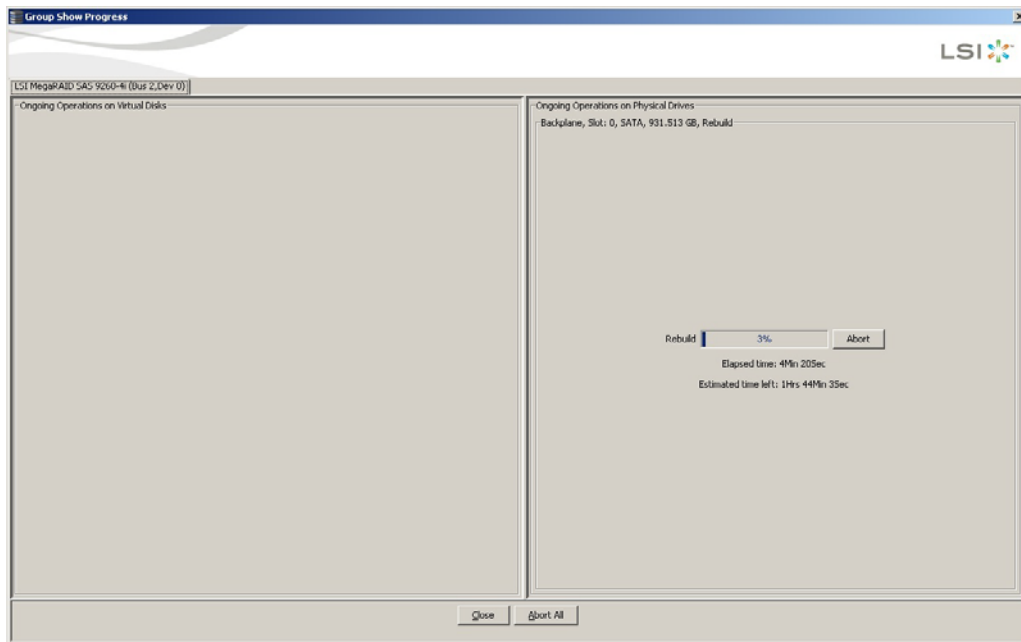 Group Show Progress
LSI
LSI MegaRAID SAS 9260-4i (Bus 2,Dev 0)
Ongoing Operations on Virtual Disks
Ongoing Operations on Physical Drives
Backplane, Slot: 0, SATA, 931.513 GB, Rebuild
Rebuild 3% Abort
Elapsed time: 4Min 20Sec
Estimated time left: 1Hrs 44Min 3Sec
Close Abort All